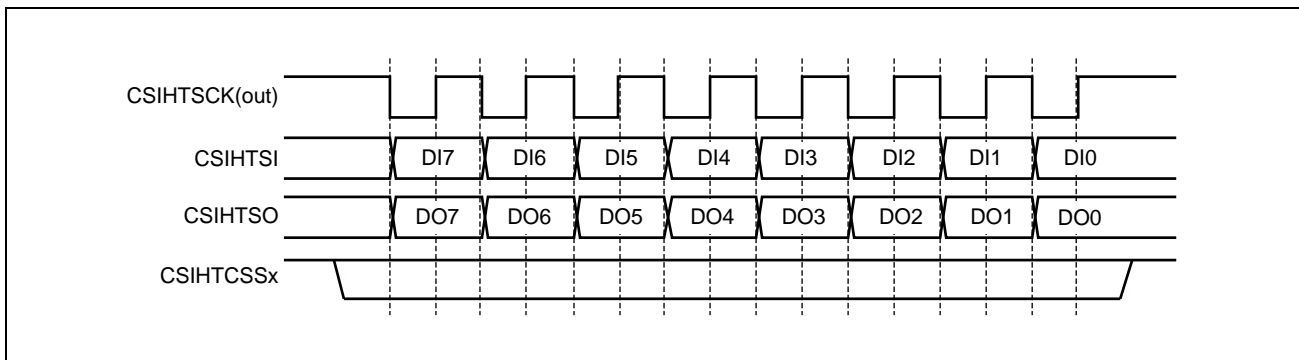 CSIHTSCK(out)
CSIHTSI DI7 DI6 DI5 DI4 DI3 DI2 DI1 DI0
CSIHTSO DO7 DO6 DO5 DO4 DO3 DO2 DO1 DO0
CSIHTCSSx